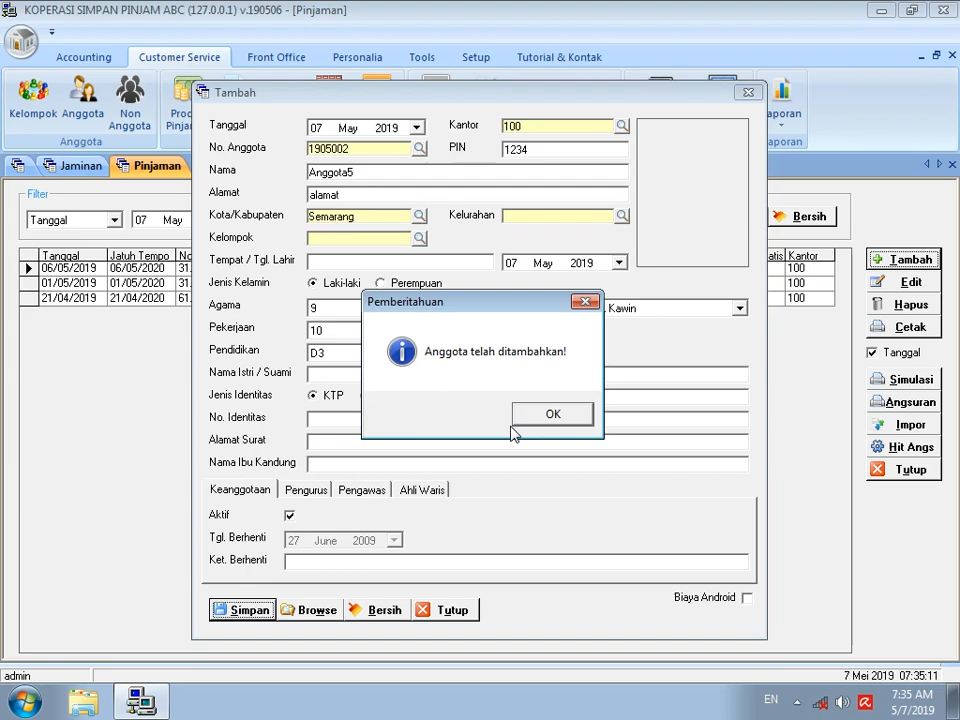 KOPERASI SIMPAN PINJAM ABC (127.0.0.1) v.190506 - [Pinjaman]
Accounting Customer Service Front Office Personalia Tools Setup Tutorial & Kontak
Kelompok Anggota Non Anggota
Anggota
Jaminan Pinjaman
Filter
Tanggal 07 May
Bersih
Tanggal Jatuh Tempo Kantor
06/05/2019 06/05/2020 31. 100
01/05/2019 01/05/2020 31. 100
21/04/2019 21/04/2020 61. 100
Tambah
Edit
Hapus
Cetak
Tanggal
Simulasi
Angsuran
Impor
Hit Angs
Tutup
Tambah
Tanggal 07 May 2019 Kantor 100
No. Anggota 1905002 PIN 1234
Nama Anggota5
Alamat alamat
Kota/Kabupaten Semarang Kelurahan
Kelompok
Tempat / Tgl. Lahir 07 May 2019
Jenis Kelamin Laki-laki Perempuan
Agama 9 Kawin
Pekerjaan 10
Pendidikan D3
Nama Istri / Suami
Jenis Identitas KTP
No. Identitas
Alamat Surat
Nama Ibu Kandung
Pemberitahuan
Anggota telah ditambahkan!
OK
Keanggotaan Pengurus Pengawas Ahli Waris
Aktif
Tgl. Berhenti 27 June 2009
Ket. Berhenti
Biaya Android
Simpan Browse Bersih Tutup
admin 7 Mei 2019 07:35:11
EN 7:35 AM
5/7/2019